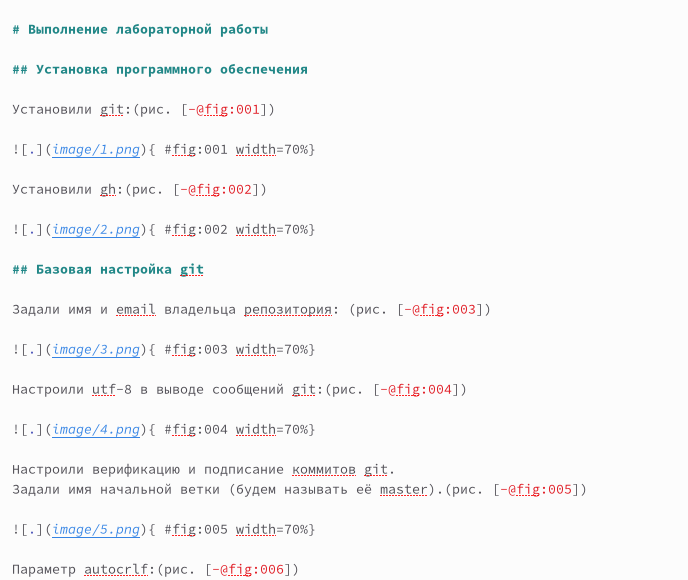 # Выполнение лабораторной работы
## Установка программного обеспечения
Установили git:(рис. [-@fig:001])
![.](image/1.png){ #fig:001 width=70%}
Установили gh:(рис. [-@fig:002])
![.](image/2.png){ #fig:002 width=70%}
## Базовая настройка git
Задали имя и email владельца репозитория: (рис. [-@fig:003])
![.](image/3.png){ #fig:003 width=70%}
Настроили utf-8 в выводе сообщений git:(рис. [-@fig:004])
![.](image/4.png){ #fig:004 width=70%}
Настроили верификацию и подписание коммитов git.
Задали имя начальной ветки (будем называть её master).(рис. [-@fig:005])
![.](image/5.png){ #fig:005 width=70%}
Параметр autocrlf:(рис. [-@fig:006])